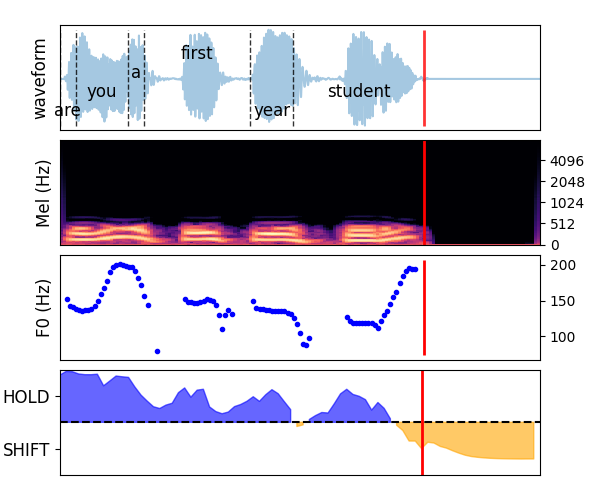 waveform
are
you
a
first
year
student
Mel (Hz)
4096
2048
1024
512
0
F0 (Hz)
200
150
100
HOLD
SHIFT